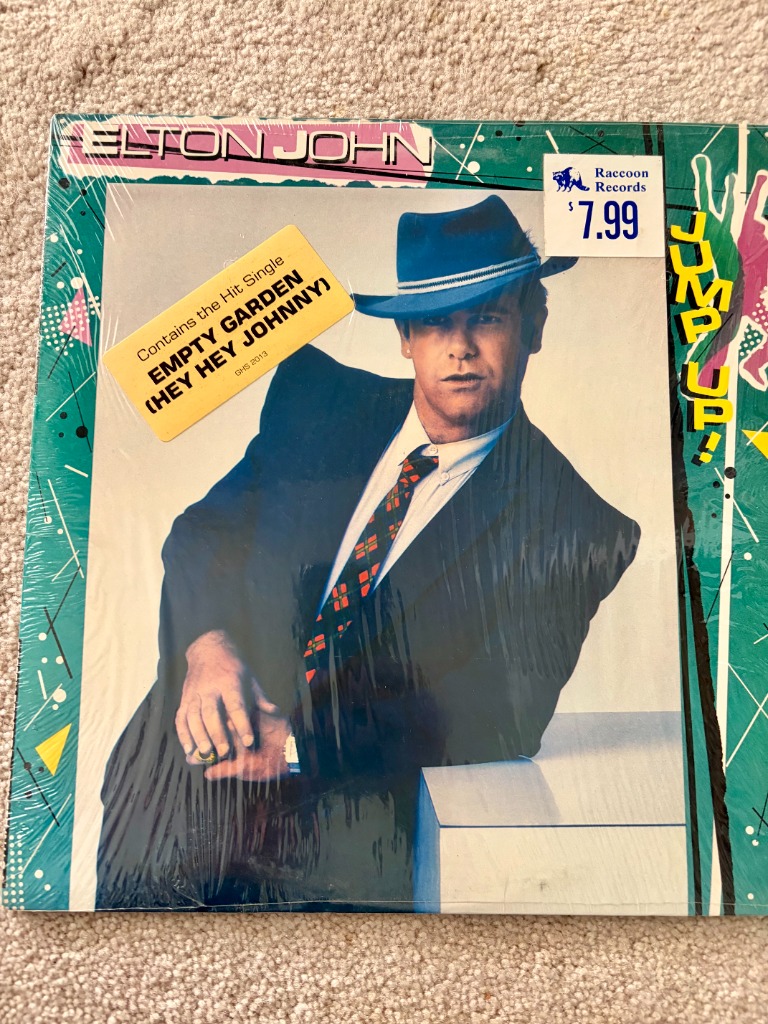 ELTON JOHN
Raccoon
Records
$7.99
Contains the Hit Single
EMPTY GARDEN
(HEY HEY JOHNNY)
GHS 2013
JUMP UP!